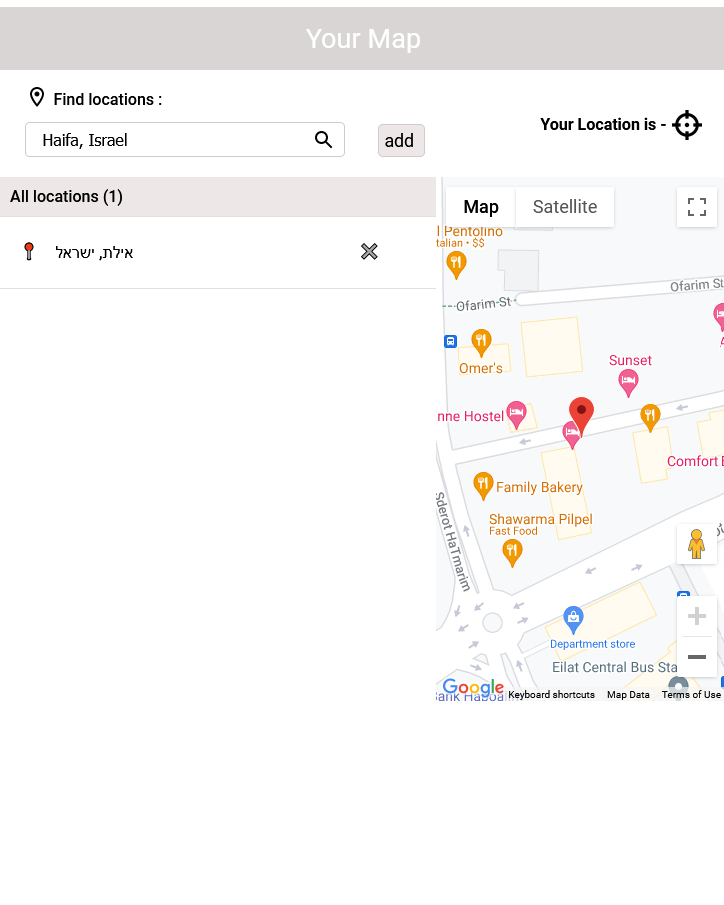 Your Map
Find locations :
Haifa, Israel
add
Your Location is -
All locations (1)
אילת, ישראל
Map
Satellite
l Pentolino
talian • $$
Ofarim St
Ofarim St
Omer's
Sunset
nne Hostel
Comfort
Family Bakery
Shawarma Pilpel
Fast Food
Sderot HaTmarim
Department store
Eilat Central Bus Sta
Google
Keyboard shortcuts
Map Data
Terms of Use